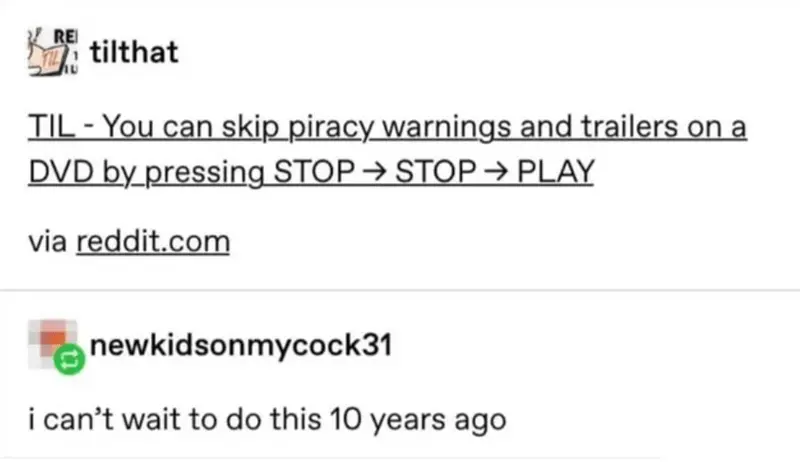 RE
TIL
tilthat
TIL - You can skip piracy warnings and trailers on a
DVD by pressing STOP → STOP → PLAY
via reddit.com
newkidsonmycock31
i can't wait to do this 10 years ago